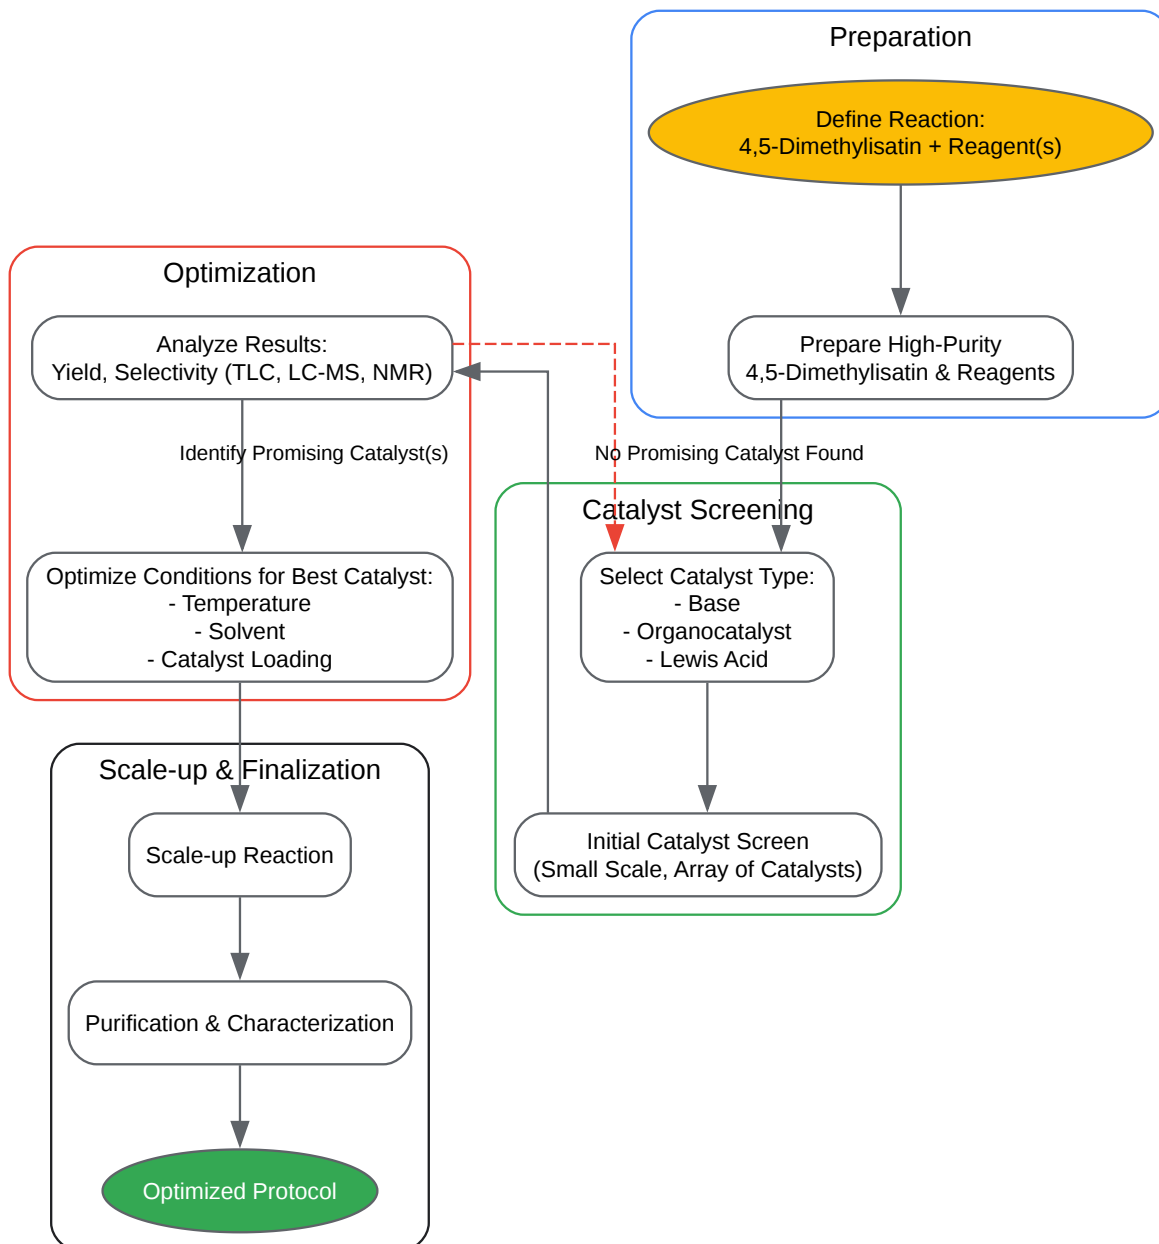 Preparation
Define Reaction:
4,5-Dimethylisatin + Reagent(s)
Prepare High-Purity
4,5-Dimethylisatin & Reagents
Optimization
Analyze Results:
Yield, Selectivity (TLC, LC-MS, NMR)
Identify Promising Catalyst(s)
No Promising Catalyst Found
Optimize Conditions for Best Catalyst:
- Temperature
- Solvent
- Catalyst Loading
Catalyst Screening
Select Catalyst Type:
- Base
- Organocatalyst
- Lewis Acid
Initial Catalyst Screen
(Small Scale, Array of Catalysts)
Scale-up & Finalization
Scale-up Reaction
Purification & Characterization
Optimized Protocol